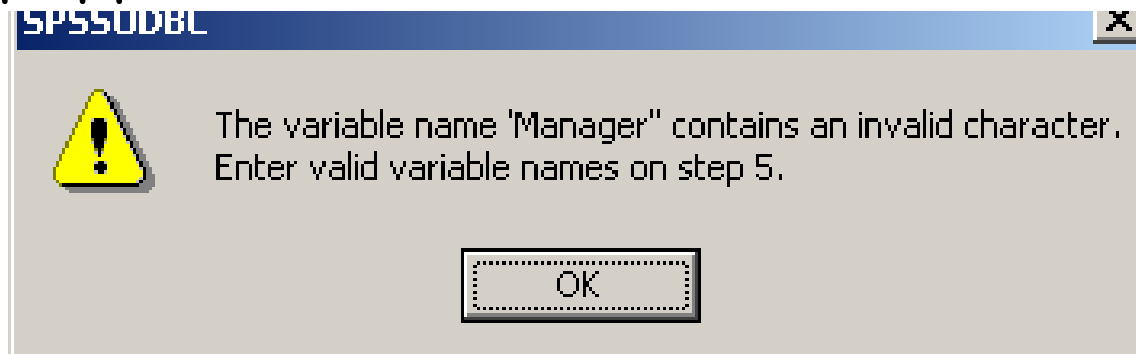 SPSSODBC
The variable name 'Manager'' contains an invalid character.
Enter valid variable names on step 5.
OK